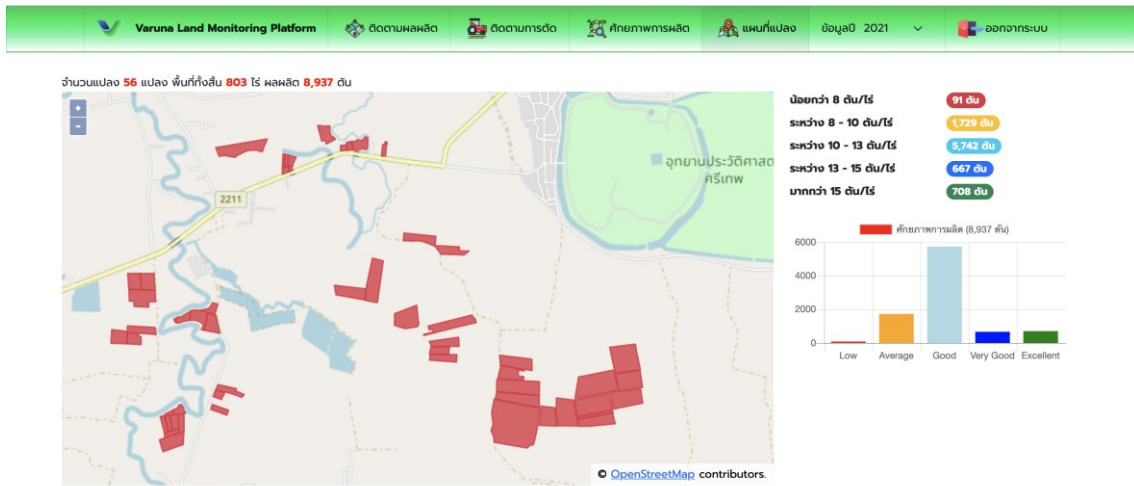 Varuna Land Monitoring Platform ติดตามผลผลิต ติดตามการตัด ศักยภาพการผลิต แผนที่แปลง ข้อมูลปี 2021 ออกจากระบบ
จำนวนแปลง 56 แปลง พื้นที่ทั้งสิ้น 803 ไร่ ผลผลิต 8,937 ตัน
+
-
2211
อุทยานประวัติศาสต
ศรีเทพ
© OpenStreetMap contributors.
น้อยกว่า 8 ตัน/ไร่ 91 ตัน
ระหว่าง 8 - 10 ตัน/ไร่ 1,729 ตัน
ระหว่าง 10 - 13 ตัน/ไร่ 5,742 ตัน
ระหว่าง 13 - 15 ตัน/ไร่ 667 ตัน
มากกว่า 15 ตัน/ไร่ 708 ตัน
ศักยภาพการผลิต (8,937 ตัน)
6000
4000
2000
0
Low Average Good Very Good Excellent